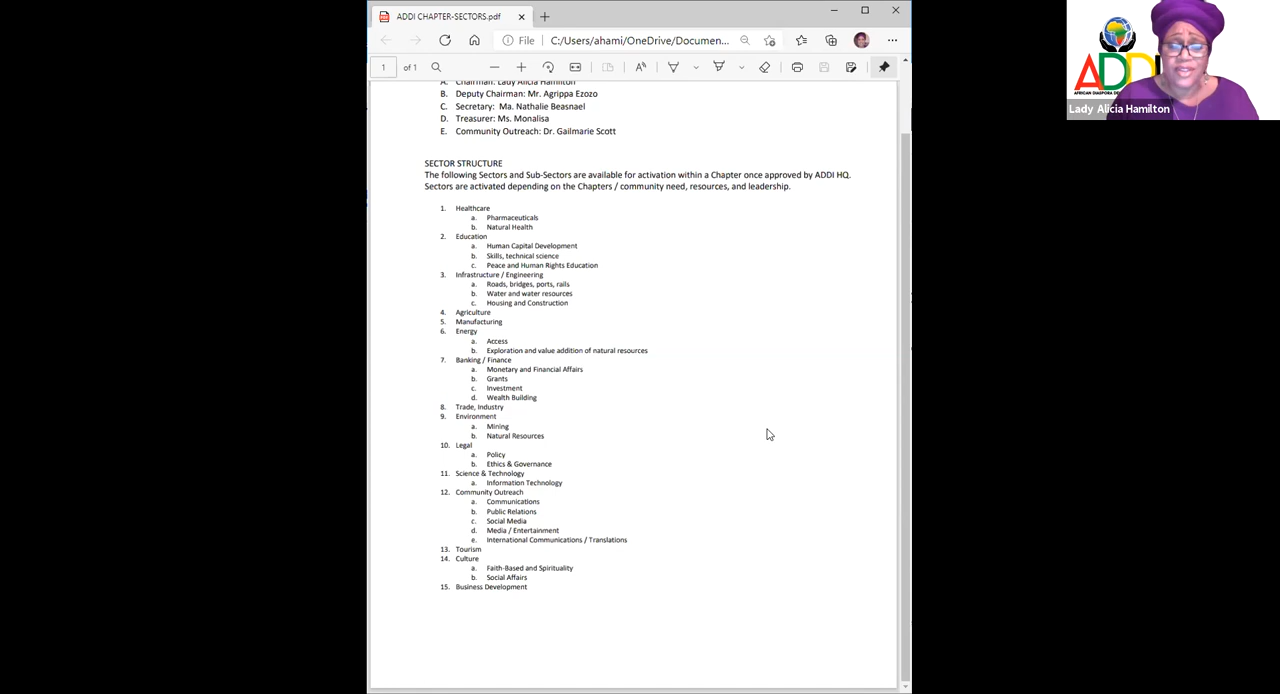 ADDI CHAPTER-SECTORS.pdf
File
C:/Users/ahami/OneDrive/Documen...
1 of 1
A. Chairman: Lady Alicia Hamilton
B. Deputy Chairman: Mr. Agrippa Ezozo
C. Secretary: Ma. Nathalie Beasnael
D. Treasurer: Ms. Monalisa
E. Community Outreach: Dr. Gailmarie Scott
SECTOR STRUCTURE
The following Sectors and Sub-Sectors are available for activation within a Chapter once approved by ADDI HQ.
Sectors are activated depending on the Chapters / community need, resources, and leadership.
1. Healthcare
a. Pharmaceuticals
b. Natural Health
2. Education
a. Human Capital Development
b. Skills, technical science
c. Peace and Human Rights Education
3. Infrastructure / Engineering
a. Roads, bridges, ports, rails
b. Water and water resources
c. Housing and Construction
4. Agriculture
5. Manufacturing
6. Energy
a. Access
b. Exploration and value addition of natural resources
7. Banking / Finance
a. Monetary and Financial Affairs
b. Grants
c. Investment
d. Wealth Building
8. Trade, Industry
9. Environment
a. Mining
b. Natural Resources
10. Legal
a. Policy
b. Ethics & Governance
11. Science & Technology
a. Information Technology
12. Community Outreach
a. Communications
b. Public Relations
c. Social Media
d. Media / Entertainment
e. International Communications / Translations
13. Tourism
14. Culture
a. Faith-Based and Spirituality
b. Social Affairs
15. Business Development
ADD
AFRICAN DIASPORA
Lady Alicia Hamilton